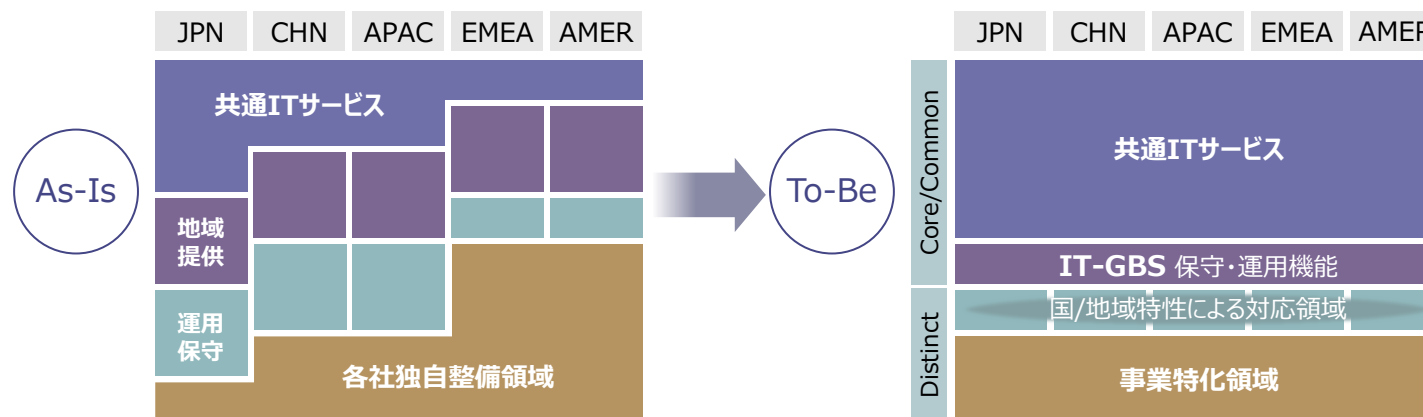 JPN CHN APAC EMEA AMER
共通ITサービス
As-Is
地域
提供
運用
保守
各社独自整備領域
To-Be
JPN CHN APAC EMEA AMER
Core/Common
共通ITサービス
IT-GBS 保守・運用機能
Distinct
国/地域特性による対応領域
事業特化領域